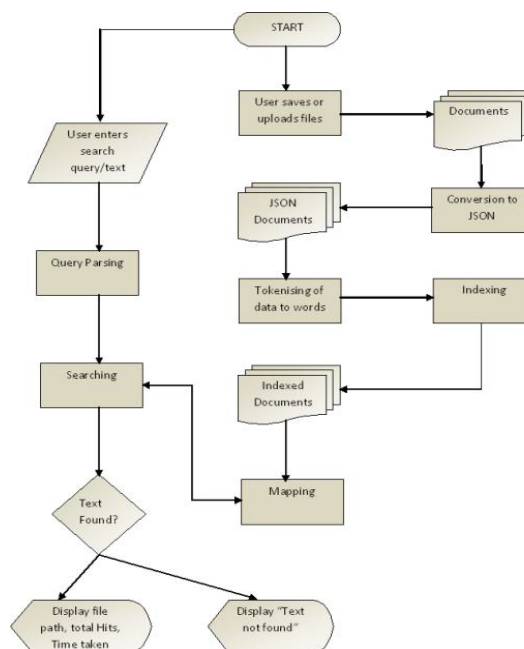 START
User saves or
uploads files
Documents
User enters
search
query/text
Conversion to
JSON
JSON
Documents
Query Parsing
Tokenising of
data to words
Indexing
Searching
Indexed
Documents
Mapping
Text
Found?
Display file
path, total Hits,
Time taken
Display "Text
not found"